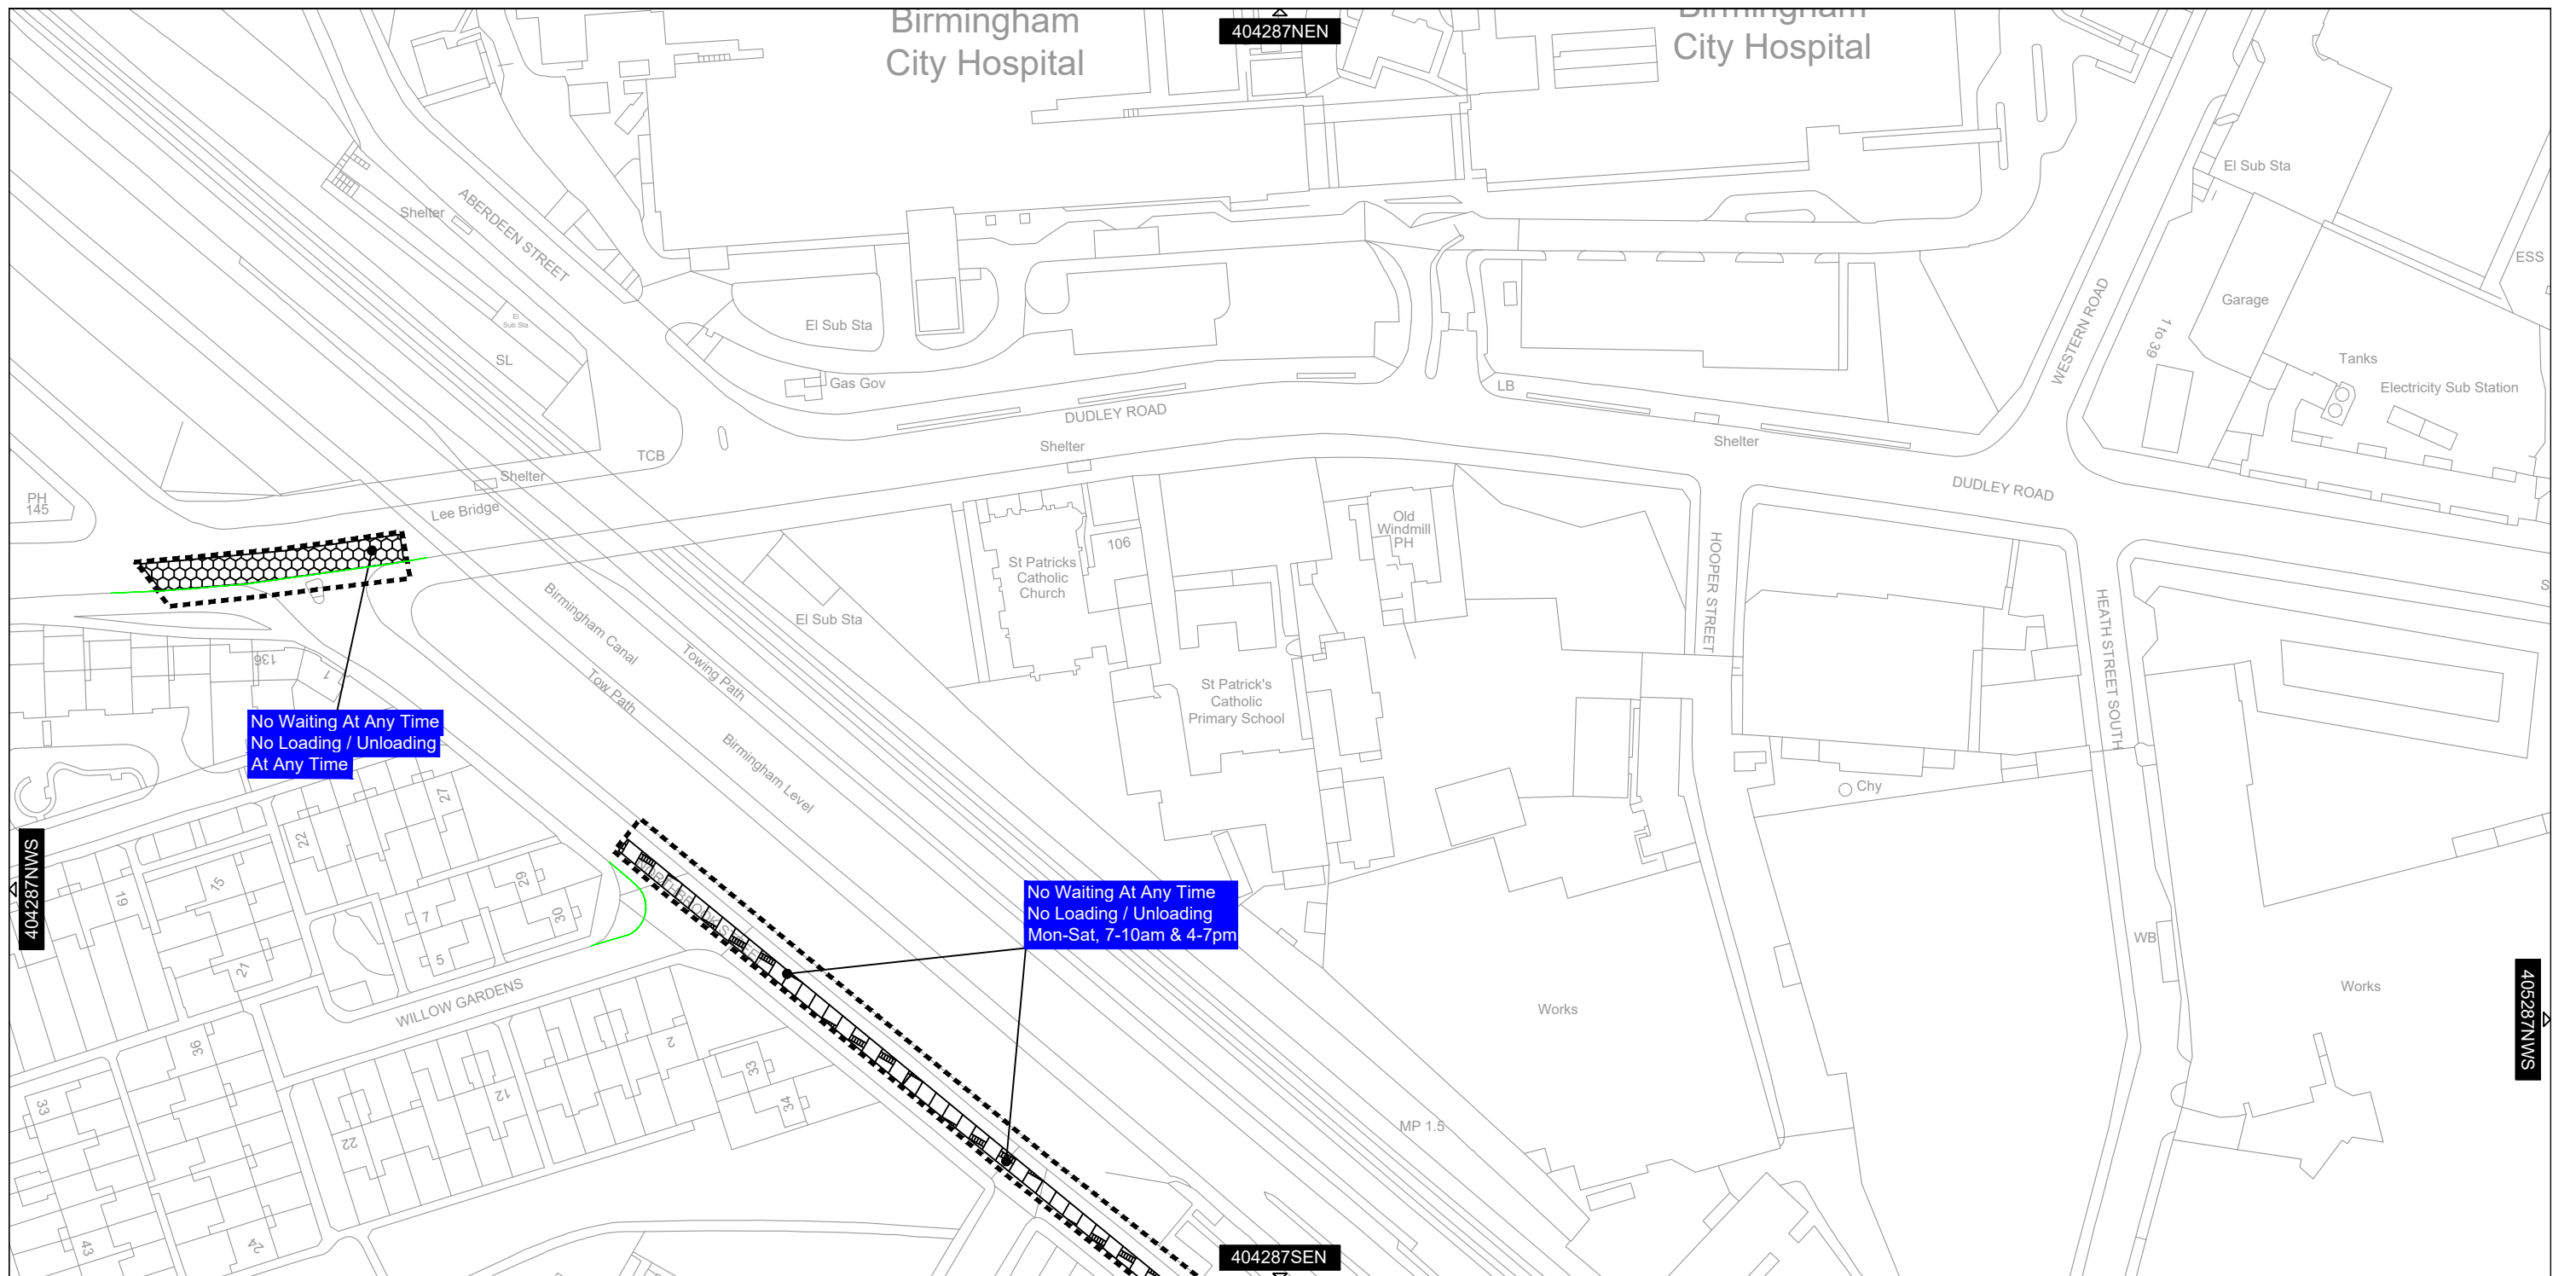 Birmingham
City Hospital
404287NEN
Birmingham
City Hospital
El Sub Sta
ABERDEEN STREET
Shelter
ESS
Garage
WESTERN ROAD
1 to 39
El
Sub Sta
El Sub Sta
SL
Tanks
Gas Gov
LB
Electricity Sub Station
DUDLEY ROAD
Shelter
Shelter
TCB
Shelter
DUDLEY ROAD
PH
145
Lee Bridge
Old
Windmill
PH
106
HOOPER STREET
St Patricks
Catholic
Church
Birmingham Canal
El Sub Sta
HEATH STREET SOUTH
136
1
Towing Path
Tow Path
St Patrick's
Catholic
Primary School
No Waiting At Any Time
No Loading / Unloading
At Any Time
Birmingham Level
Chy
27
22
404287NWS
19
15
29
7
30
5
21
No Waiting At Any Time
No Loading / Unloading
Mon-Sat, 7-10am & 4-7pm
WB
WILLOW GARDENS
Works
Works
405287NWS
36
2
33
34
12
33
22
MP 1.5
43
24
404287SEN